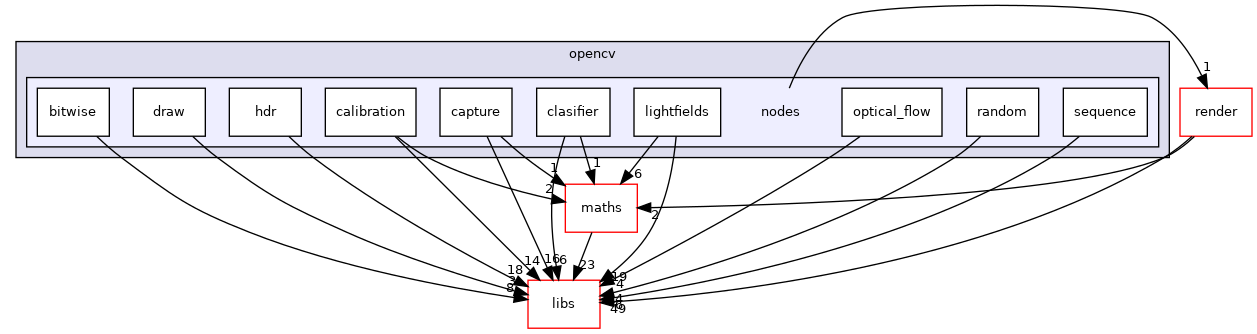 1
opencv
bitwise
draw
hdr
calibration
capture
clasifier
lightfields
nodes
optical_flow
random
sequence
render
1
1
6
2
maths
2
14
16
6
23
18
19
3
4
8
4
49
libs